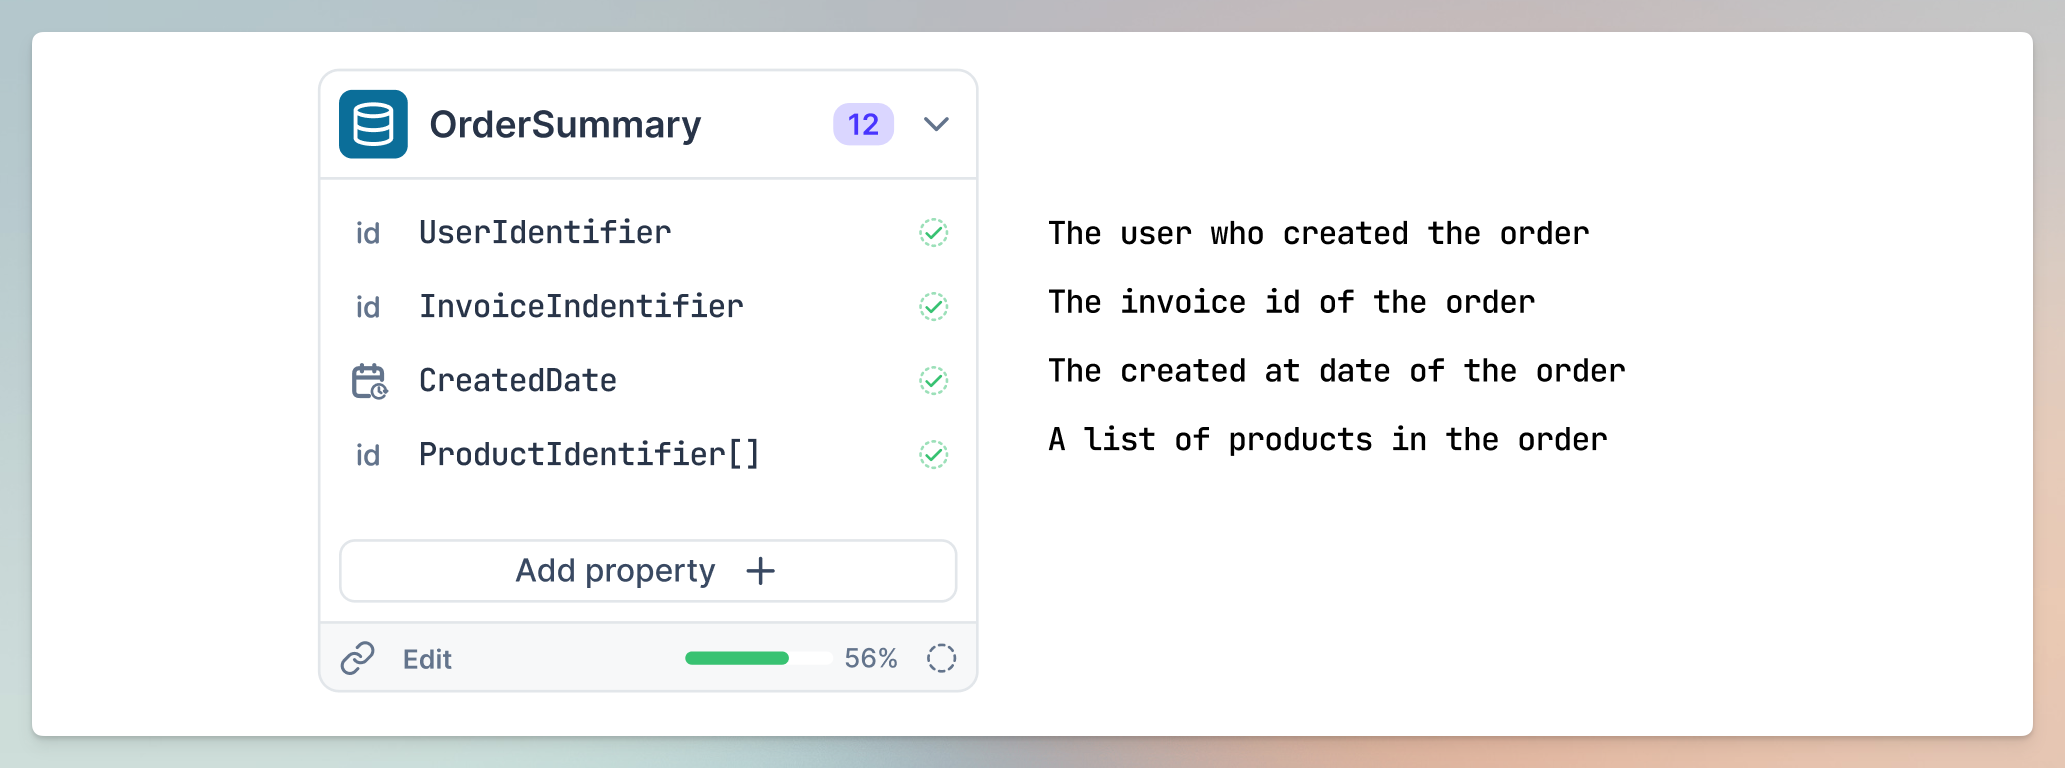 OrderSummary 12
id UserIdentifier The user who created the order
id InvoiceIndentifier The invoice id of the order
CreatedDate The created at date of the order
id ProductIdentifier[] A list of products in the order
Add property +
Edit 56%